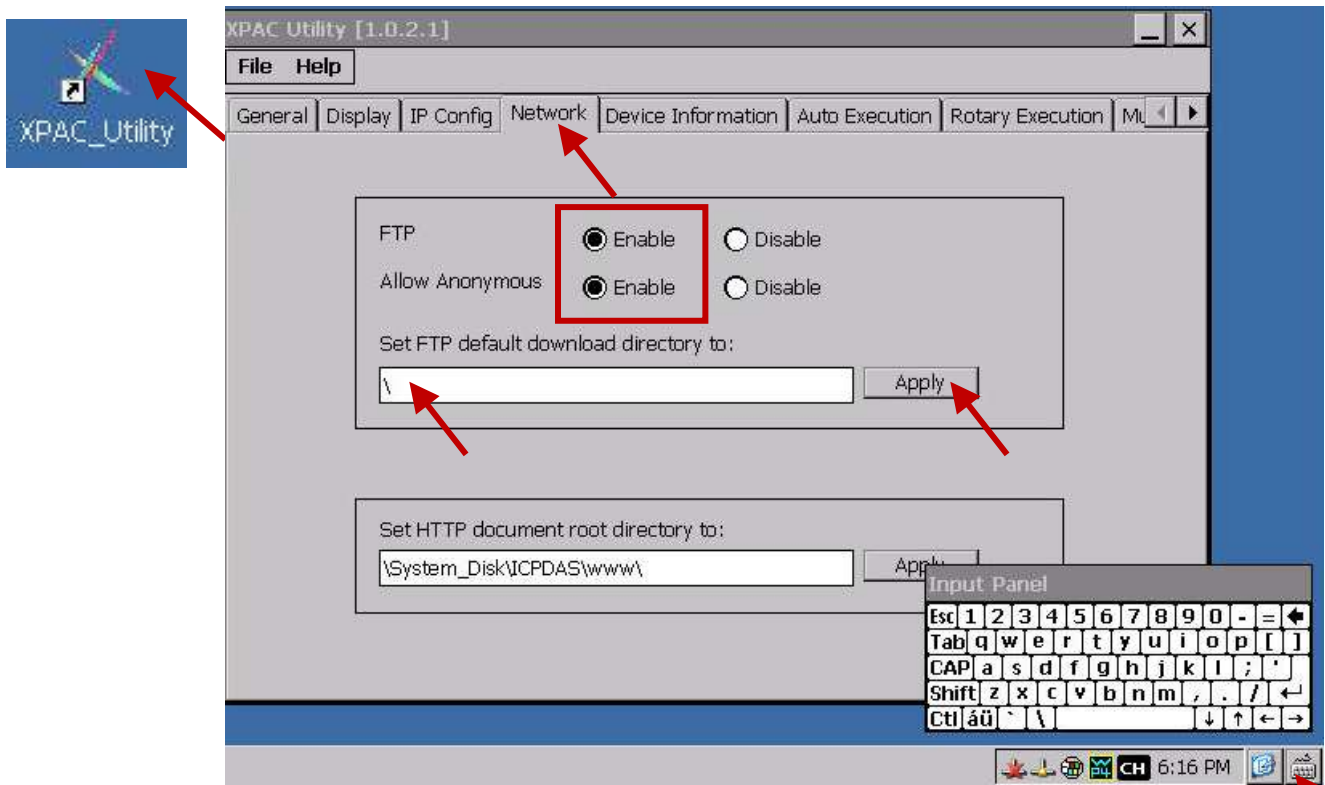 XPAC_Utility
XPAC Utility [1.0.2.1]
File Help
General Display IP Config Network Device Information Auto Execution Rotary Execution
FTP Enable Disable
Allow Anonymous Enable Disable
Set FTP default download directory to:
\ Apply
Set HTTP document root directory to:
\System_Disk\ICPDAS\www\ Apply
Input Panel
Esc 1 2 3 4 5 6 7 8 9 0 - =
Tab q w e r t y u i o p [ ]
CAP a s d f g h j k l ; '
Shift z x c v b n m , . /
Ctl áü ` \
CH 6:16 PM